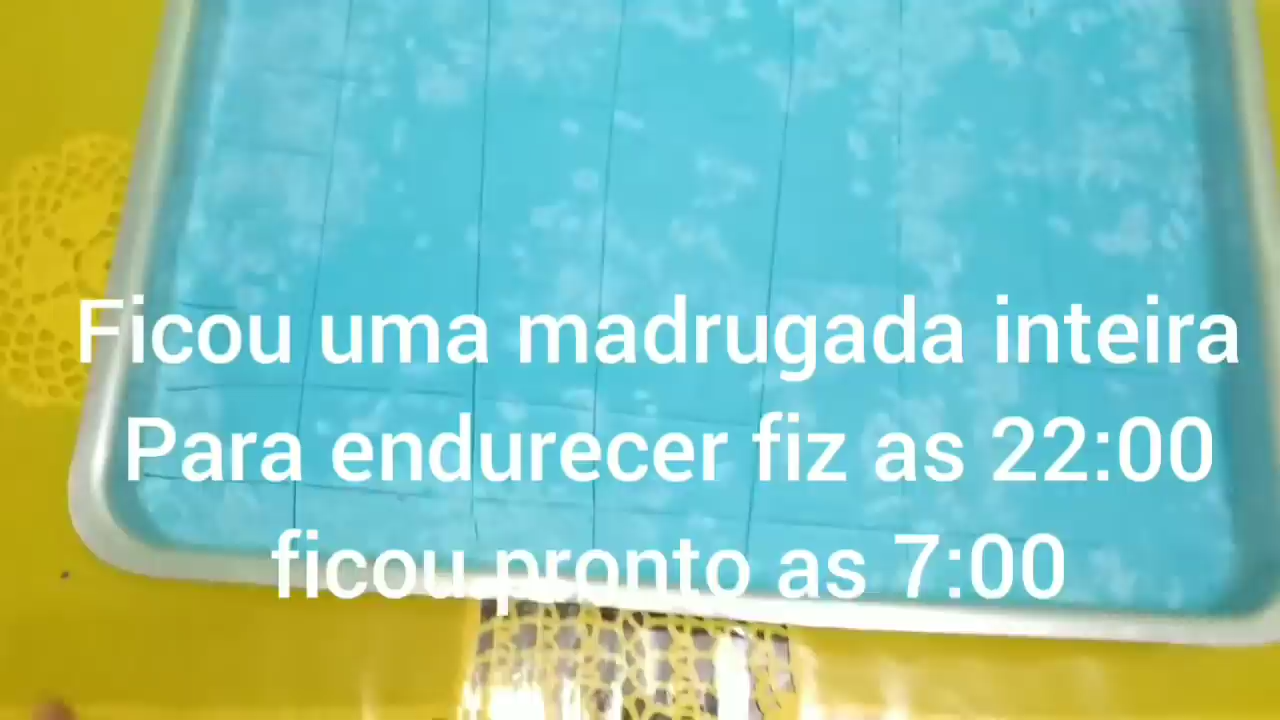 Ficou uma madrugada inteira
Para endurecer fiz as 22:00
ficou pronto as 7:00